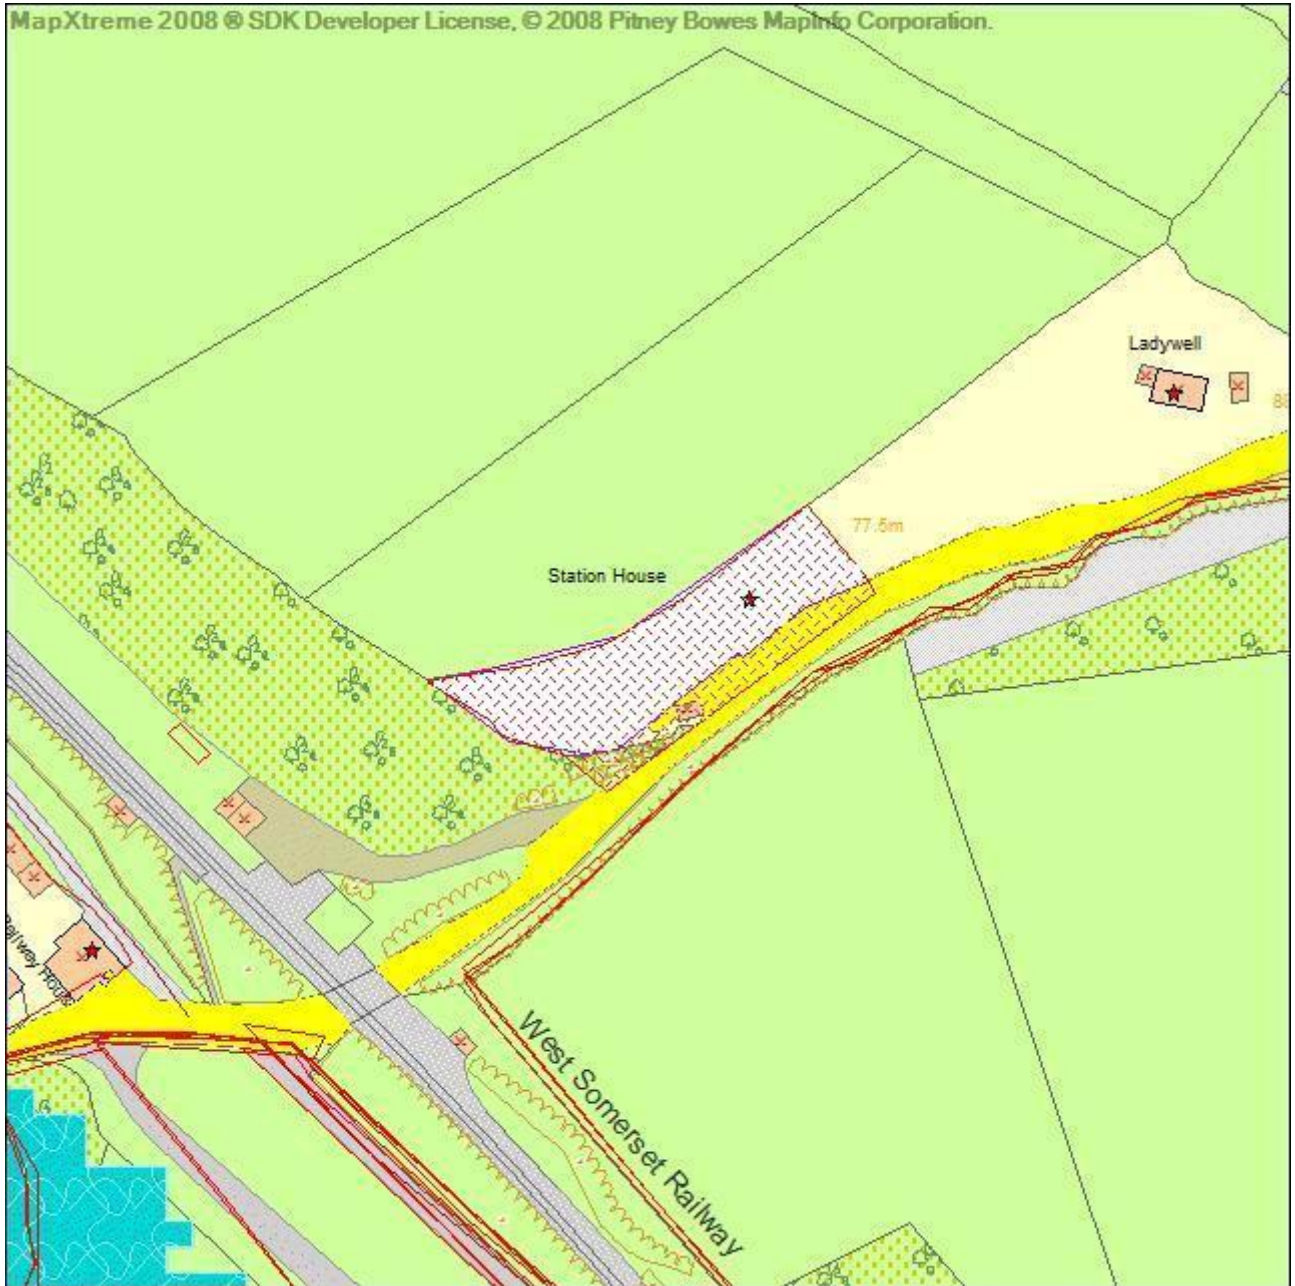 MapXtreme 2008 ® SDK Developer License, © 2008 Pitney Bowes MapInfo Corporation.
Ladywell
77.5m
Station House
West Somerset Railway